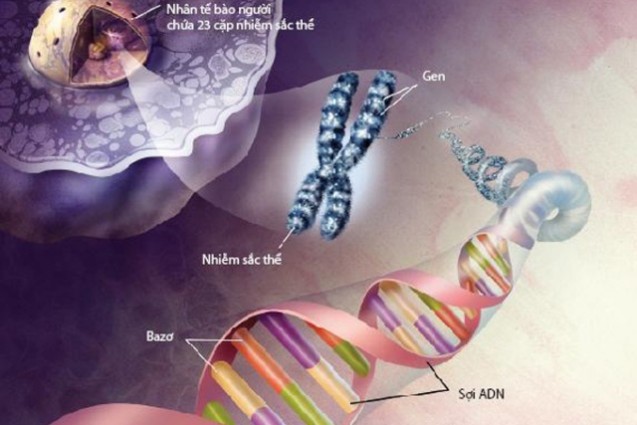 Nhân tế bào người
chứa 23 cặp nhiễm sắc thể
Gen
Nhiễm sắc thể
Bazơ
Sợi ADN